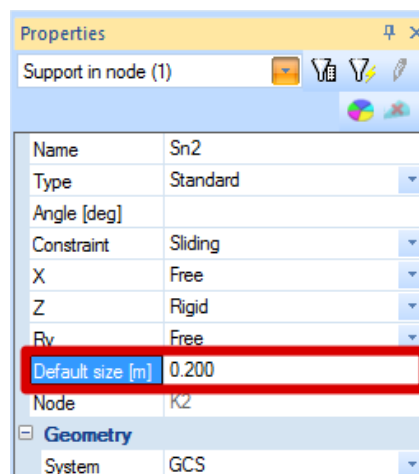 Properties
Support in node (1)
Name Sn2
Type Standard
Angle [deg]
Constraint Sliding
X Free
Z Rigid
Ry Free
Default size [m] 0.200
Node K2
Geometry
System GCS